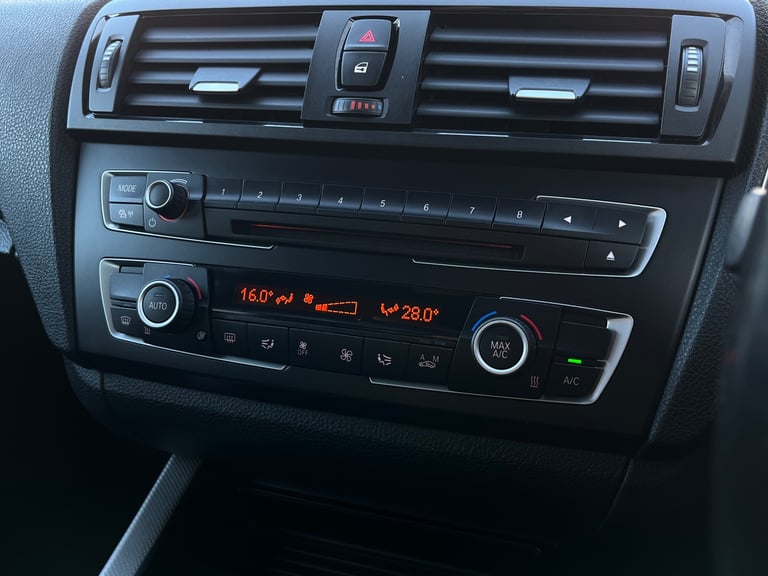 MODE 1 2 3 4 5 6 7 8
AUTO 16.0° 28.0°
MAX
A/C
OFF A M A/C